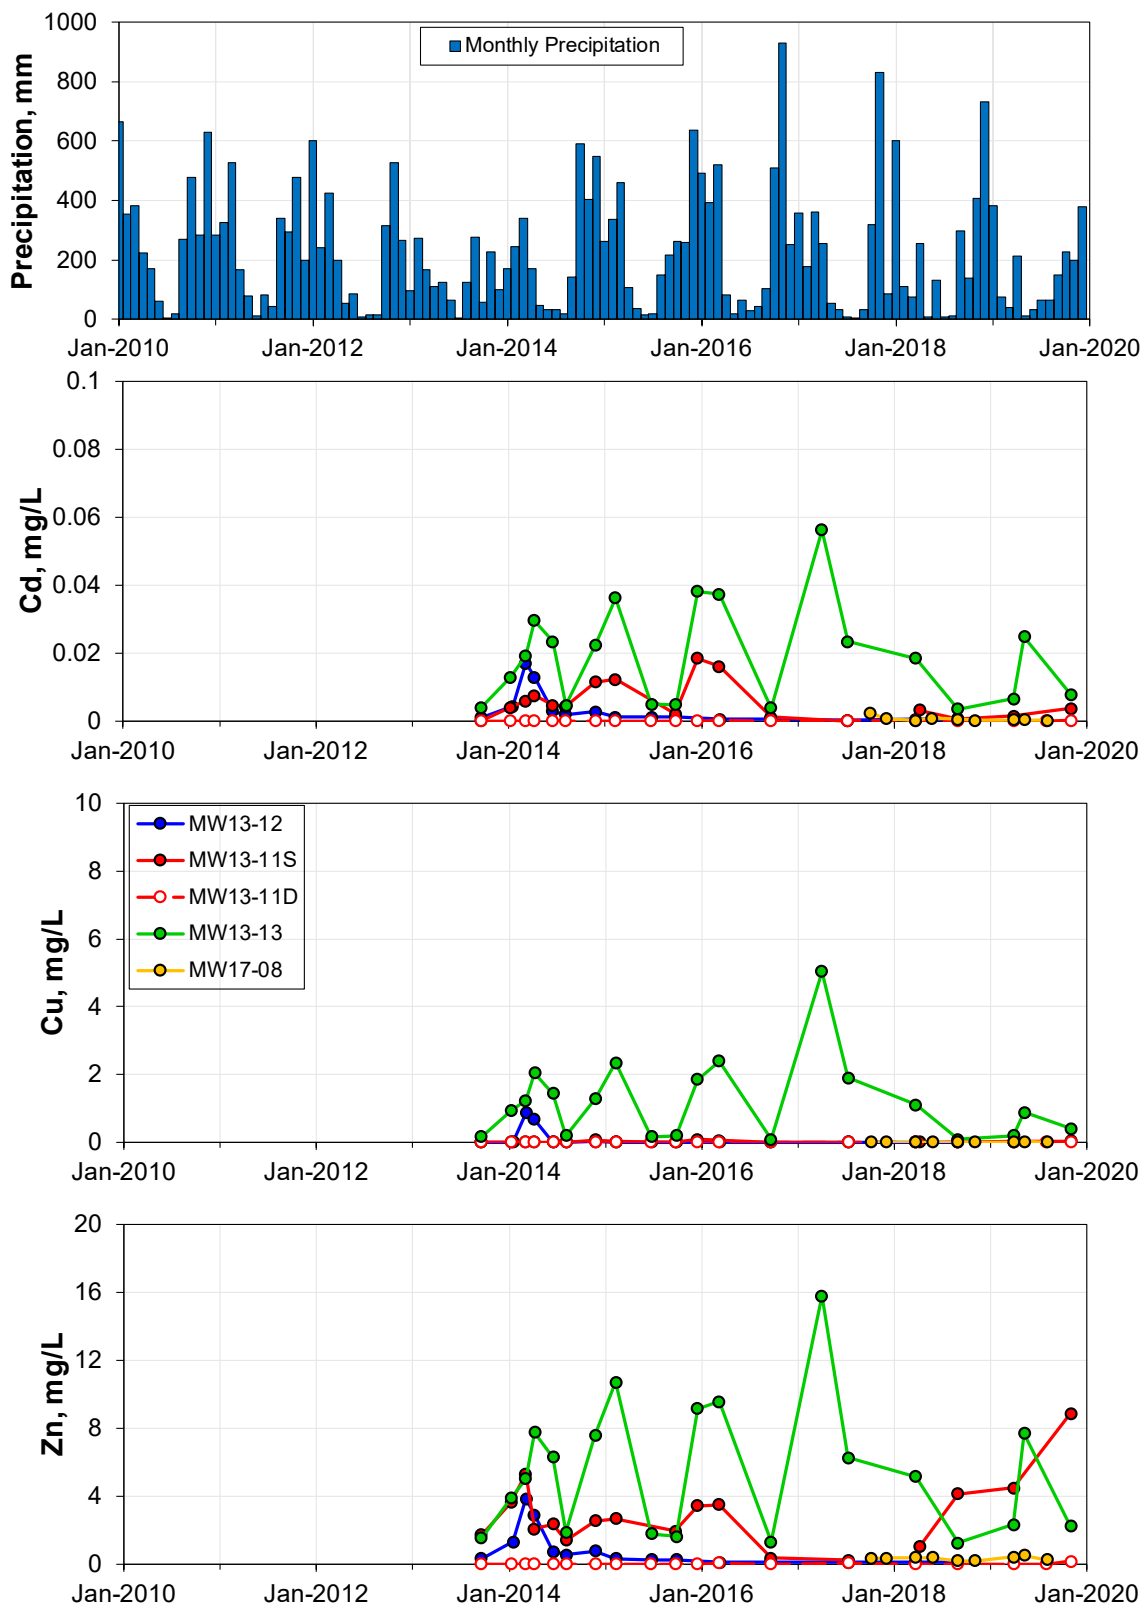 1000
Monthly Precipitation
800
600
400
200
0
Precipitation, mm
Jan-2010 Jan-2012 Jan-2014 Jan-2016 Jan-2018 Jan-2020
0.1
0.08
0.06
0.04
0.02
0
Cd, mg/L
Jan-2010 Jan-2012 Jan-2014 Jan-2016 Jan-2018 Jan-2020
10
8
6
4
2
0
Cu, mg/L
MW13-12
MW13-11S
MW13-11D
MW13-13
MW17-08
Jan-2010 Jan-2012 Jan-2014 Jan-2016 Jan-2018 Jan-2020
20
16
12
8
4
0
Zn, mg/L
Jan-2010 Jan-2012 Jan-2014 Jan-2016 Jan-2018 Jan-2020